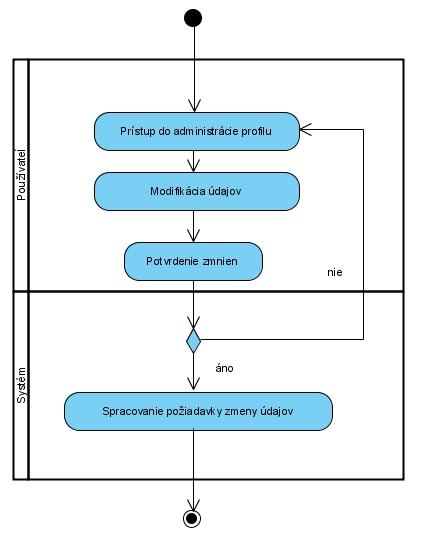 Používateľ
Prístup do administrácie profilu
Modifikácia údajov
Potvrdenie zmnien
nie
Systém
áno
Spracovanie požiadavky zmeny údajov